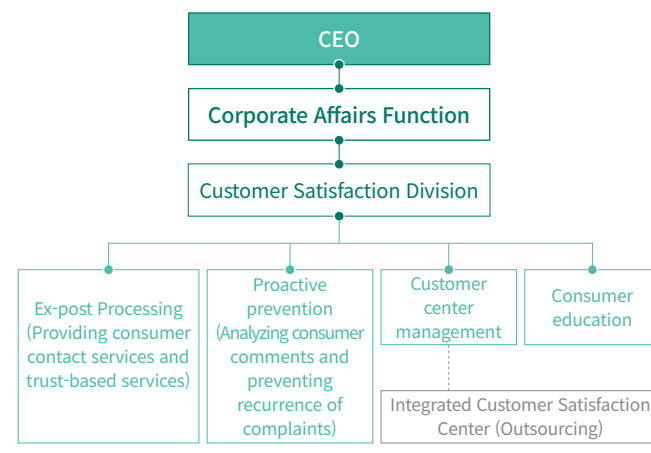 CEO
Corporate Affairs Function
Customer Satisfaction Division
Ex-post Processing
(Providing consumer
contact services and
trust-based services)
Proactive
prevention
(Analyzing consumer
comments and
preventing
recurrence of
complaints)
Customer
center
management
Consumer
education
Integrated Customer Satisfaction
Center (Outsourcing)